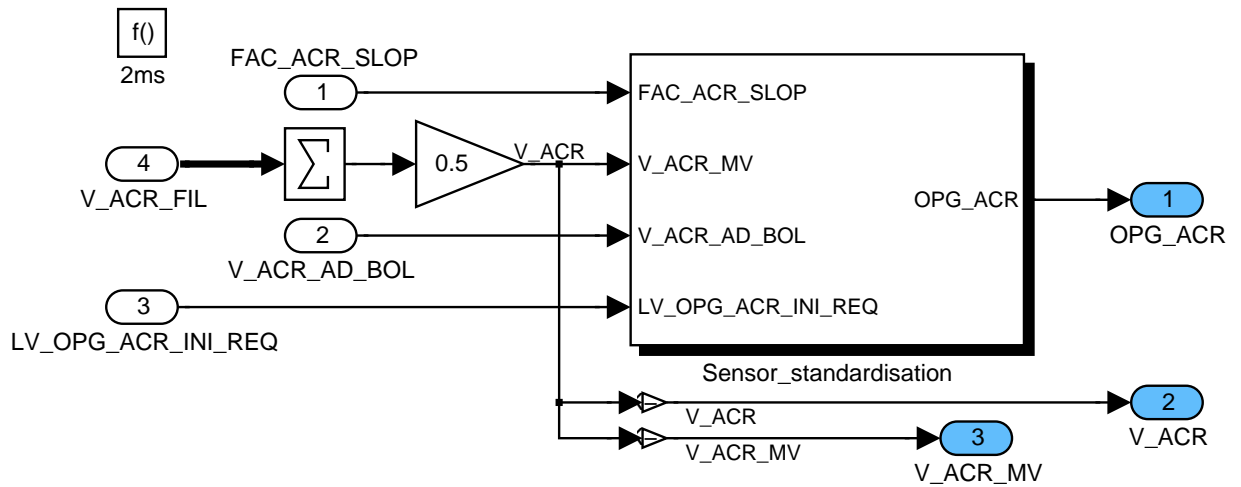 f()
2ms
FAC_ACR_SLOP
1
FAC_ACR_SLOP
4
V_ACR_FIL
0.5
V_ACR
V_ACR_MV
OPG_ACR
1
OPG_ACR
2
V_ACR_AD_BOL
V_ACR_AD_BOL
3
LV_OPG_ACR_INI_REQ
LV_OPG_ACR_INI_REQ
Sensor_standardisation
V_ACR
2
V_ACR
V_ACR_MV
3
V_ACR_MV